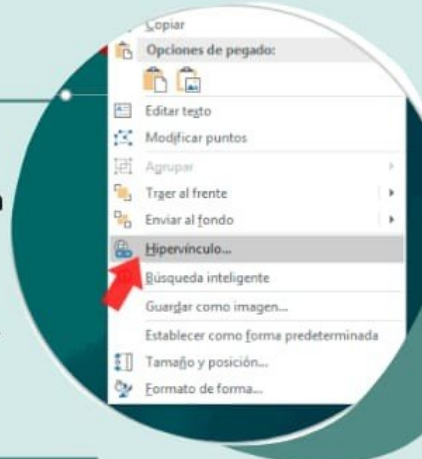 Copiar
Opciones de pegado:
Editar texto
Modificar puntos
Agrupar
Traer al frente
Enviar al fondo
Hipervínculo...
Búsqueda inteligente
Guardar como imagen...
Establecer como forma predeterminada
Tamaño y posición...
Formato de forma...